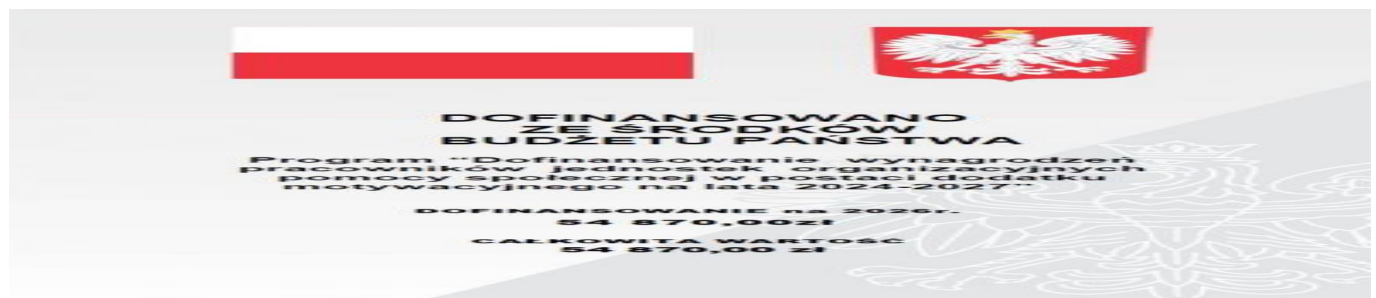 DOFINANSOWANO
ZE ŚRODKÓW
BUDŻETU PAŃSTWA
Program "Dofinansowanie wynagrodzeń
pracowników jednostek organizacyjnych
pomocy społecznej w postaci dodatku
motywacyjnego na lata 2024-2027"
DOFINANSOWANIE na 2026r.
54 870,00zł
CAŁKOWITA WARTOŚĆ
54 870,00 zł